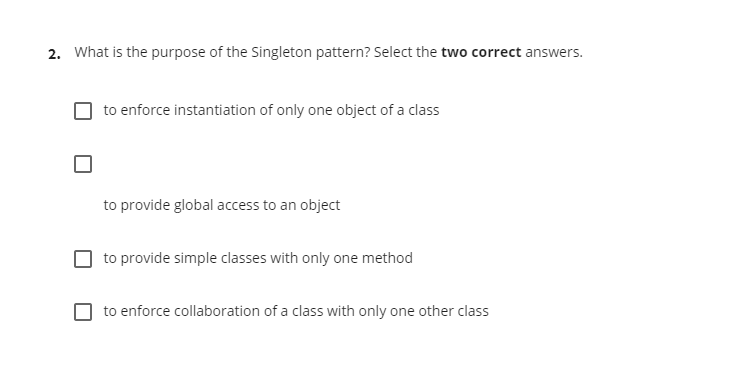 2. What is the purpose of the Singleton pattern? Select the two correct answers.
to enforce instantiation of only one object of a class
to provide global access to an object
to provide simple classes with only one method
to enforce collaboration of a class with only one other class